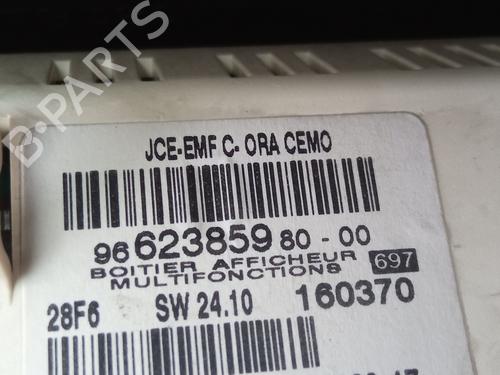 B-PARTS
JCE-EMF C- ORA CEMO
96 623859 80 - 00
BOITIER AFFICHEUR
MULTIFONCTIONS 697
28F6 SW 24.10 160370